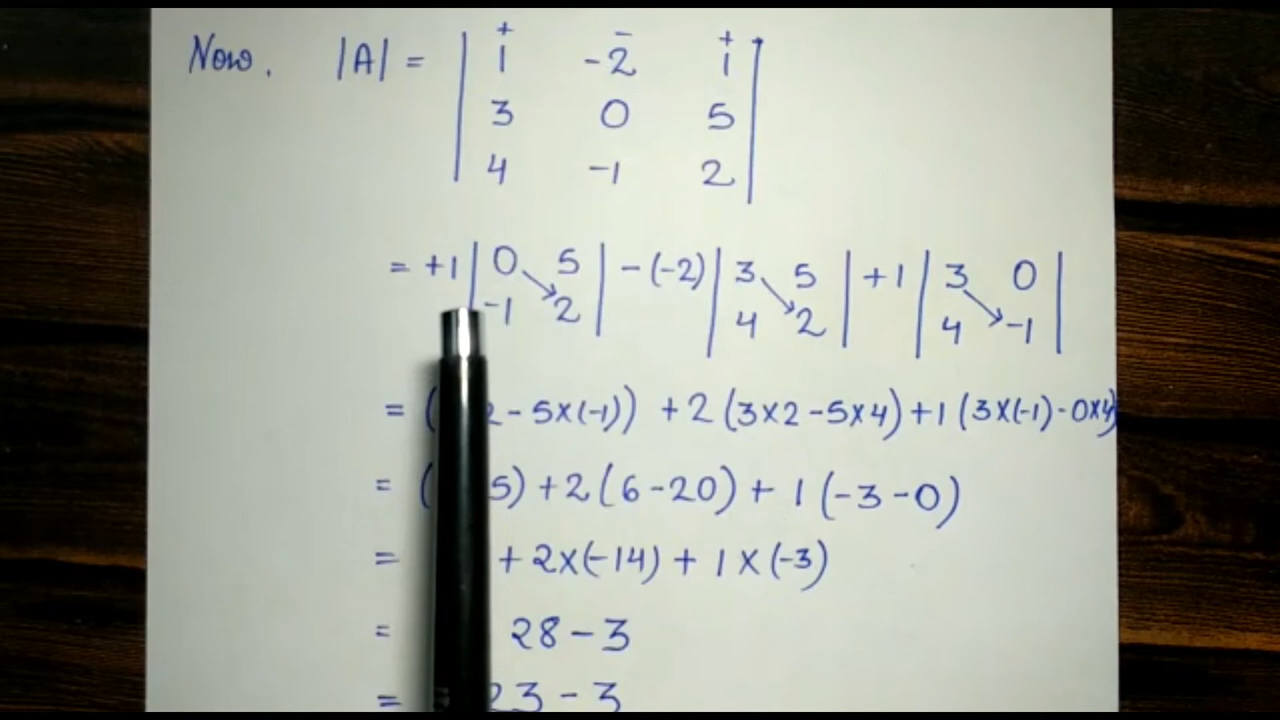 Now. |A| = | 1 -2 1 |
+ - +
| 3 0 5 |
| 4 -1 2 |
= +1 | 0 5 | -(-2) | 3 5 | +1 | 3 0 |
| -1 2 | | 4 2 | | 4 -1 |
= ( 2 - 5×(-1)) + 2 (3×2 - 5×4) + 1 (3×(-1) - 0×4)
= ( 5) + 2 (6 - 20) + 1 (-3 - 0)
= + 2×(-14) + 1 × (-3)
= 28 - 3
= 23 - 3